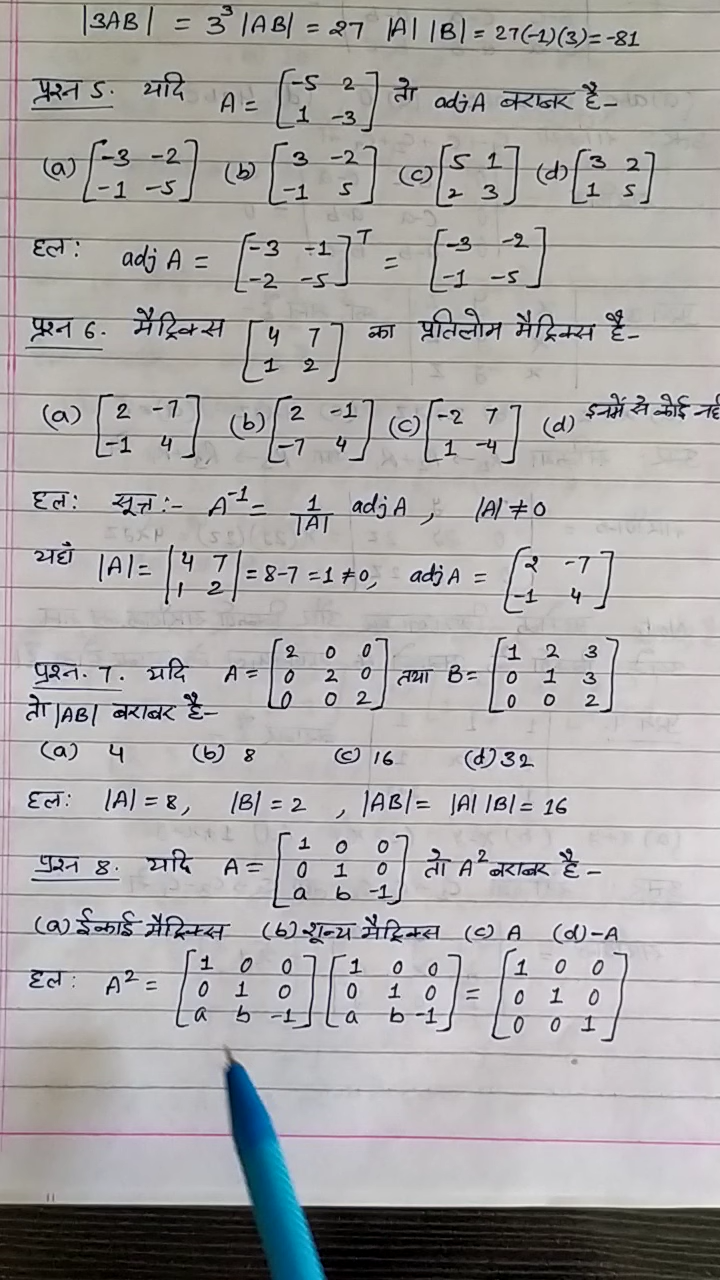 |3AB| = 3³ |AB| = 27 |A| |B| = 27(-1)(3) = -81
प्रश्न 5. यदि A = [-5 2; 1 -3] तो adj A बराबर है-
(a) [-3 -2; -1 -5] (b) [3 -2; -1 5] (c) [5 1; 2 3] (d) [3 2; 1 5]
हल: adj A = [-3 -1; -2 -5]ᵀ = [-3 -2; -1 -5]
प्रश्न 6. मैट्रिक्स [4 7; 1 2] का प्रतिलोम मैट्रिक्स है-
(a) [2 -7; -1 4] (b) [2 -1; -7 4] (c) [-2 7; 1 -4] (d) इनमें से कोई नहीं
हल: सूत्र:- A⁻¹ = 1/|A| adj A, |A| ≠ 0
यहाँ |A| = |4 7; 1 2| = 8-7 = 1 ≠ 0, adj A = [2 -7; -1 4]
प्रश्न. 7. यदि A = [2 0 0; 0 2 0; 0 0 2] तथा B = [1 2 3; 0 1 3; 0 0 2]
तो |AB| बराबर है-
(a) 4 (b) 8 (c) 16 (d) 32
हल: |A| = 8, |B| = 2, |AB| = |A| |B| = 16
प्रश्न 8. यदि A = [1 0 0; 0 1 0; a b -1] तो A² बराबर है -
(a) ईकाई मैट्रिक्स (b) शून्य मैट्रिक्स (c) A (d) -A
हल: A² = [1 0 0; 0 1 0; a b -1] [1 0 0; 0 1 0; a b -1] = [1 0 0; 0 1 0; 0 0 1]